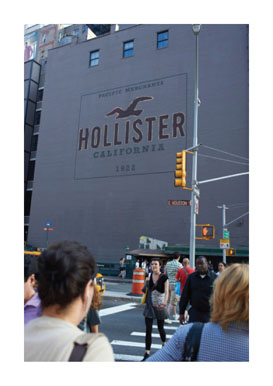 PACIFIC MERCHANTS
HOLLISTER
CALIFORNIA
1922
E HOUSTON